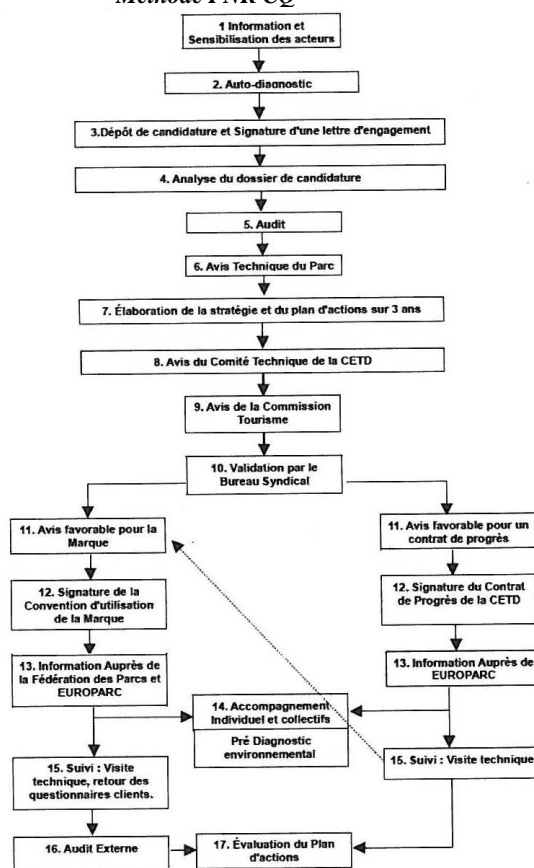 Méthode PNR CQ
1 Information et
Sensibilisation des acteurs
2. Auto-diagnostic
3.Dépôt de candidature et Signature d'une lettre d'engagement
4. Analyse du dossier de candidature
5. Audit
6. Avis Technique du Parc
7. Élaboration de la stratégie et du plan d'actions sur 3 ans
8. Avis du Comité Technique de la CETD
9. Avis de la Commission
Tourisme
10. Validation par le
Bureau Syndical
11. Avis favorable pour la
Marque
12. Signature de la
Convention d'utilisation
de la Marque
13. Information Auprès de
la Fédération des Parcs et
EUROPARC
11. Avis favorable pour un
contrat de progrès
12. Signature du Contrat
de Progrès de la CETD
13. Information Auprès de
EUROPARC
14. Accompagnement
Individuel et collectifs
Pré Diagnostic
environnemental
15. Suivi : Visite
technique, retour des
questionnaires clients.
15. Suivi : Visite technique
16. Audit Externe
17. Évaluation du Plan
d'actions